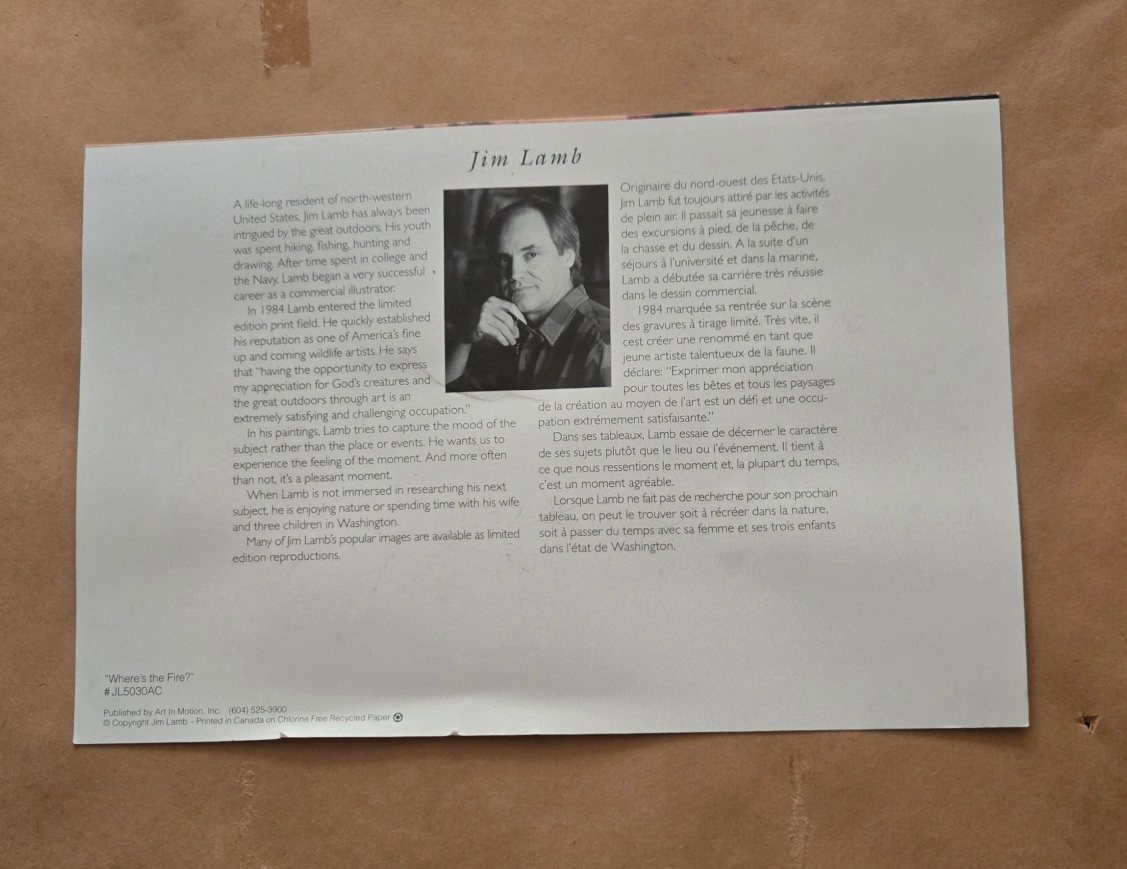 Jim Lamb
A life-long resident of north-western
United States, Jim Lamb has always been
intrigued by the great outdoors. His youth
was spent hiking, fishing, hunting and
drawing. After time spent in college and
the Navy, Lamb began a very successful
career as a commercial illustrator.
In 1984 Lamb entered the limited
edition print field. He quickly established
his reputation as one of America's fine
up and coming wildlife artists. He says
that "having the opportunity to express
my appreciation for God's creatures and
the great outdoors through art is an
extremely satisfying and challenging occupation."
In his paintings, Lamb tries to capture the mood of the
subject rather than the place or events. He wants us to
experience the feeling of the moment. And more often
than not, it's a pleasant moment.
When Lamb is not immersed in researching his next
subject, he is enjoying nature or spending time with his wife
and three children in Washington.
Many of Jim Lamb's popular images are available as limited
edition reproductions.
Originaire du nord-ouest des Etats-Unis,
Jim Lamb fut toujours attiré par les activités
de plein air. Il passait sa jeunesse à faire
des excursions à pied, de la pêche, de
la chasse et du dessin. A la suite d'un
séjours à l'université et dans la marine,
Lamb a débutée sa carrière très réussie
dans le dessin commercial.
1984 marquée sa rentrée sur la scène
des gravures à tirage limité. Très vite, il
cest créer une renommé en tant que
jeune artiste talentueux de la faune. Il
déclare: "Exprimer mon appréciation
pour toutes les bêtes et tous les paysages
de la création au moyen de l'art est un défi et une occu-
pation extrémement satisfaisante."
Dans ses tableaux, Lamb essaie de décerner le caractère
de ses sujets plutôt que le lieu ou l'événement. Il tient à
ce que nous ressentions le moment et, la plupart du temps,
c'est un moment agréable.
Lorsque Lamb ne fait pas de recherche pour son prochain
tableau, on peut le trouver soit à récréer dans la nature,
soit à passer du temps avec sa femme et ses trois enfants
dans l'état de Washington.
"Where's the Fire?"
#JL5030AC
Published by Art In Motion, Inc. (604) 525-3900
© Copyright Jim Lamb – Printed in Canada on Chlorine Free Recycled Paper